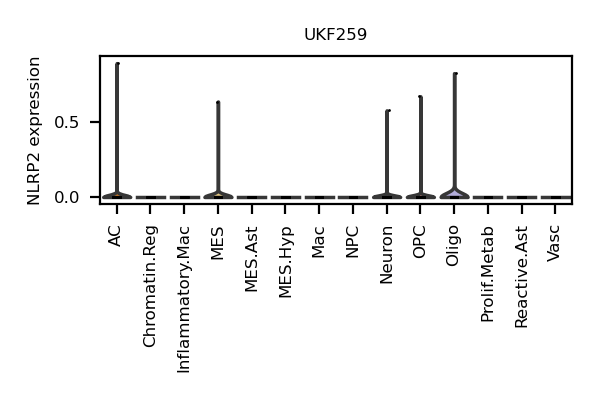 UKF259
NLRP2 expression
0.5
0.0
AC
Chromatin.Reg
Inflammatory.Mac
MES
MES.Ast
MES.Hyp
Mac
NPC
Neuron
OPC
Oligo
Prolif.Metab
Reactive.Ast
Vasc